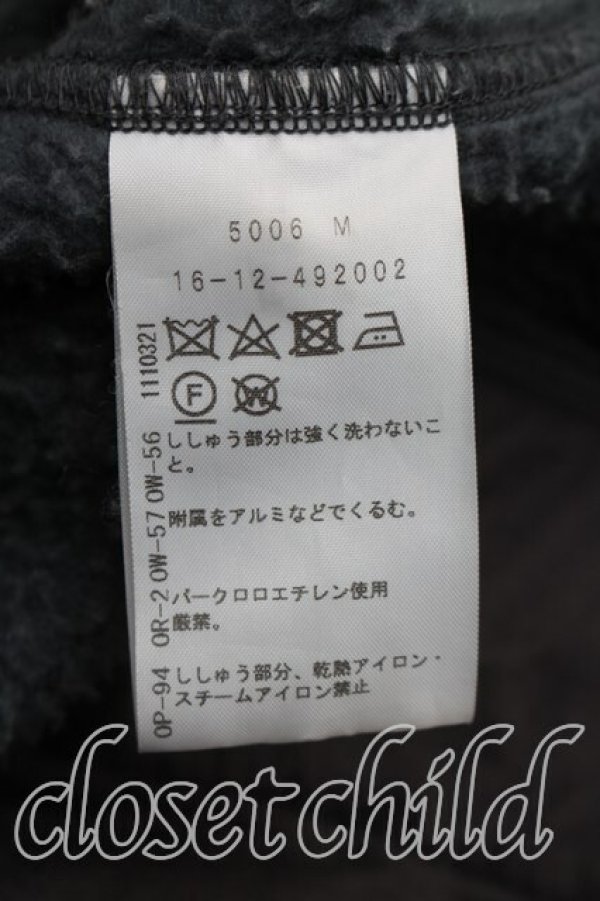 5006 M
16-12-492002
F
W
ししゅう部分は強く洗わないこ
と。
附属をアルミなどでくるむ。
パークロロエチレン使用
厳禁。
ししゅう部分、乾熱アイロン・
スチームアイロン禁止
OP-94 OR-2 OW-57 OW-56 1110321
closet child